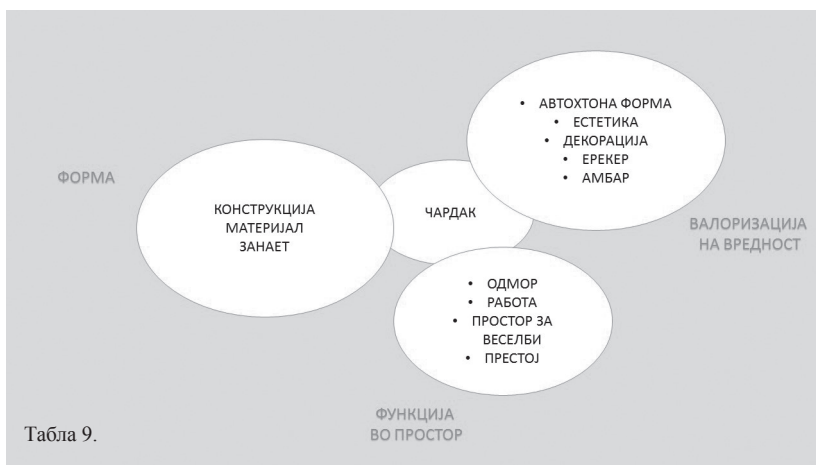 ФОРМА
КОНСТРУКЦИЈА
МАТЕРИЈАЛ
ЗАНАЕТ
ЧАРДАК
• АВТОХТОНА ФОРМА
• ЕСТЕТИКА
• ДЕКОРАЦИЈА
• ЕРЕКЕР
• АМБАР
ВАЛОРИЗАЦИЈА
НА ВРЕДНОСТ
• ОДМОР
• РАБОТА
• ПРОСТОР ЗА
ВЕСЕЛБИ
• ПРЕСТОЈ
ФУНКЦИЈА
ВО ПРОСТОР
Табла 9.